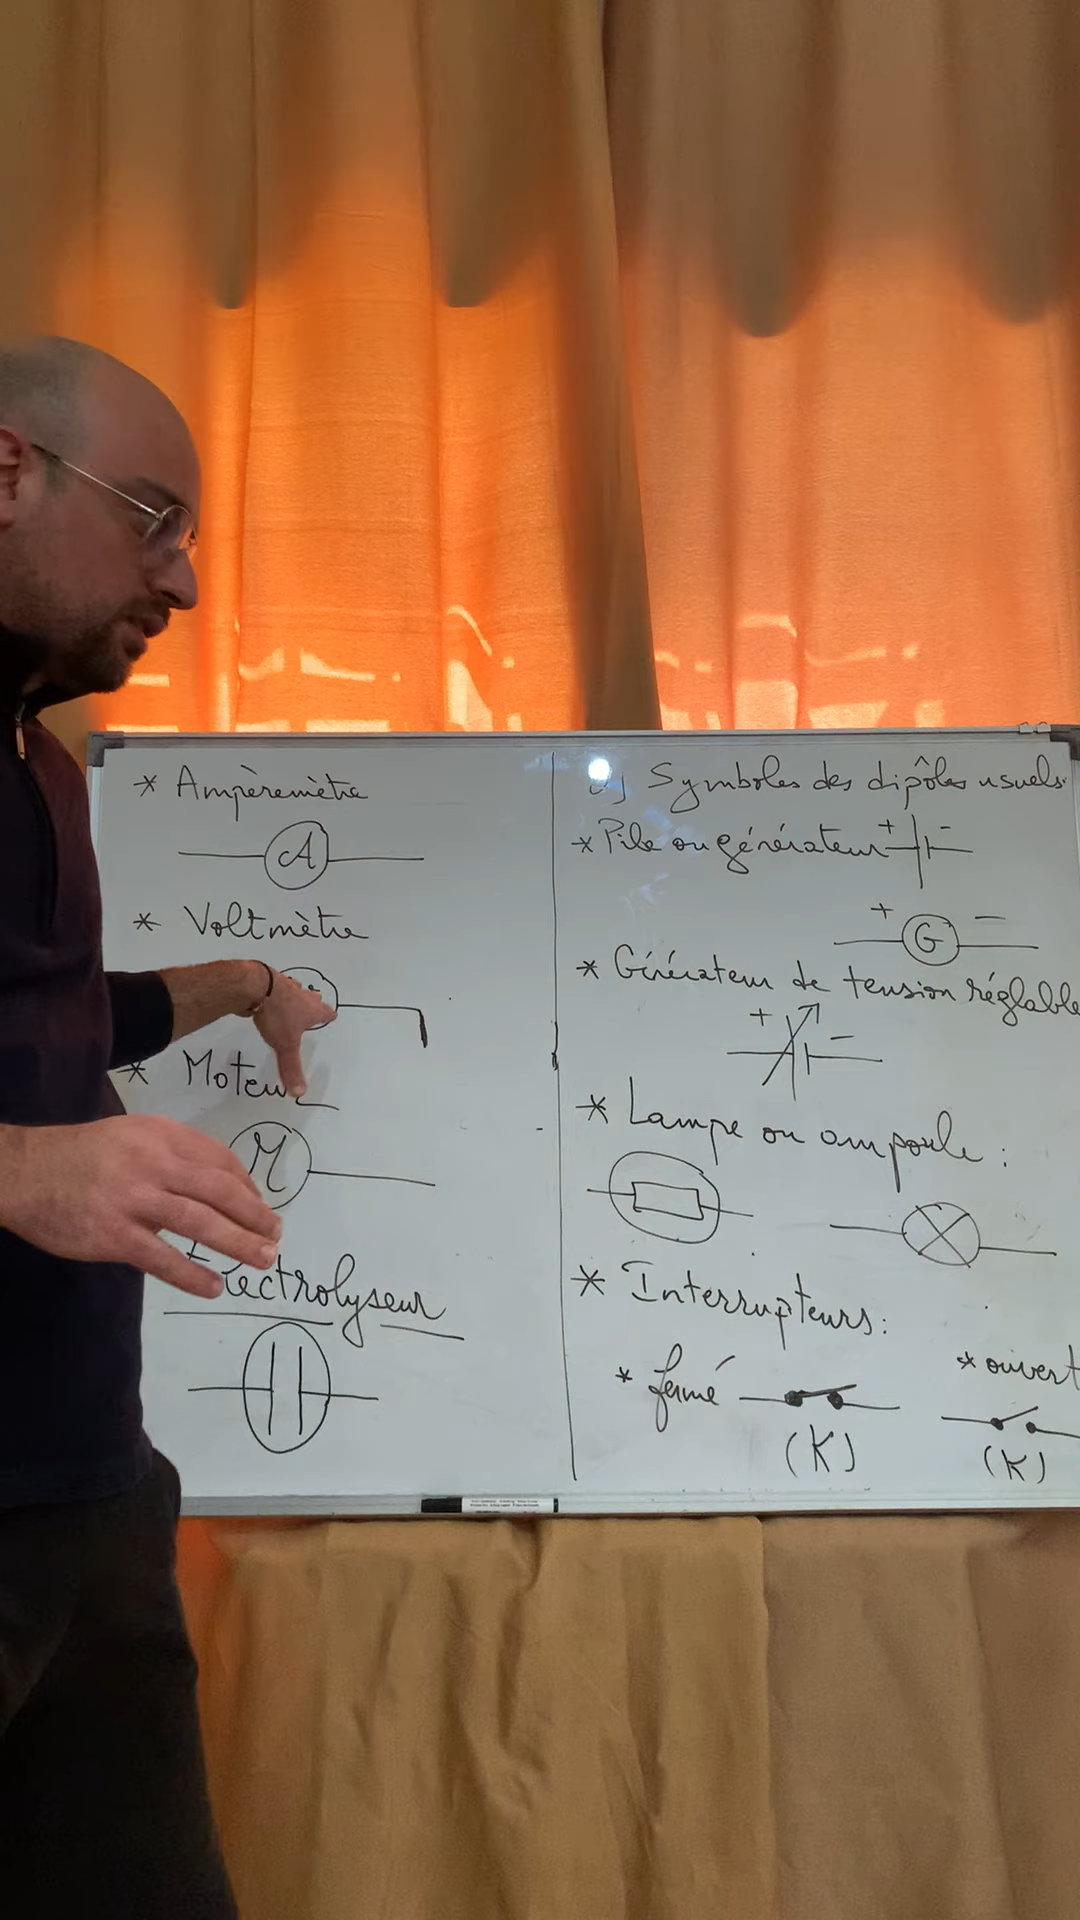 * Ampèremètre
A
* Voltmètre
* Moteur
M
Electrolyseur
Symboles des dipôles usuels
* Pile ou générateur + -
+ G -
* Générateur de tension réglable
+ -
* Lampe ou ampoule :
* Interrupteurs :
* fermé
(K)
* ouvert
(K)